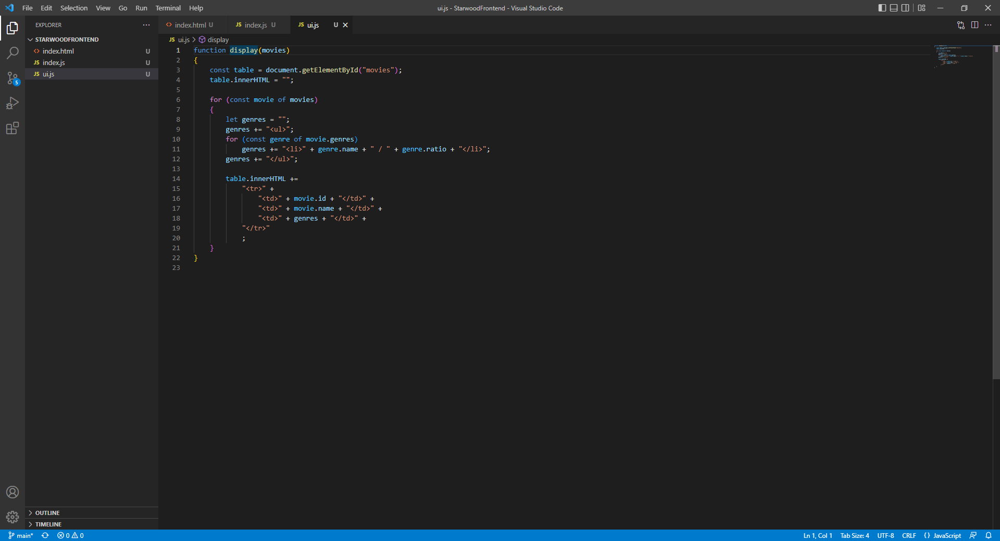 File Edit Selection View Go Run Terminal Help
ui.js - StarwoodFrontend - Visual Studio Code
EXPLORER
STARWOODFRONTEND
index.html U
JS index.js U
JS ui.js U
OUTLINE
TIMELINE
5
index.html U
JS index.js U
JS ui.js U
JS ui.js > display
1 function display(movies)
2 {
3 const table = document.getElementById("movies");
4 table.innerHTML = "";
5
6 for (const movie of movies)
7 {
8 let genres = "";
9 genres += "<ul>";
10 for (const genre of movie.genres)
11 genres += "<li>" + genre.name + " / " + genre.ratio + "</li>";
12 genres += "</ul>";
13
14 table.innerHTML +=
15 "<tr>" +
16 "<td>" + movie.id + "</td>" +
17 "<td>" + movie.name + "</td>" +
18 "<td>" + genres + "</td>" +
19 "</tr>"
20 ;
21 }
22 }
23
main* 0 0
Ln 1, Col 1 Tab Size: 4 UTF-8 CRLF {} JavaScript